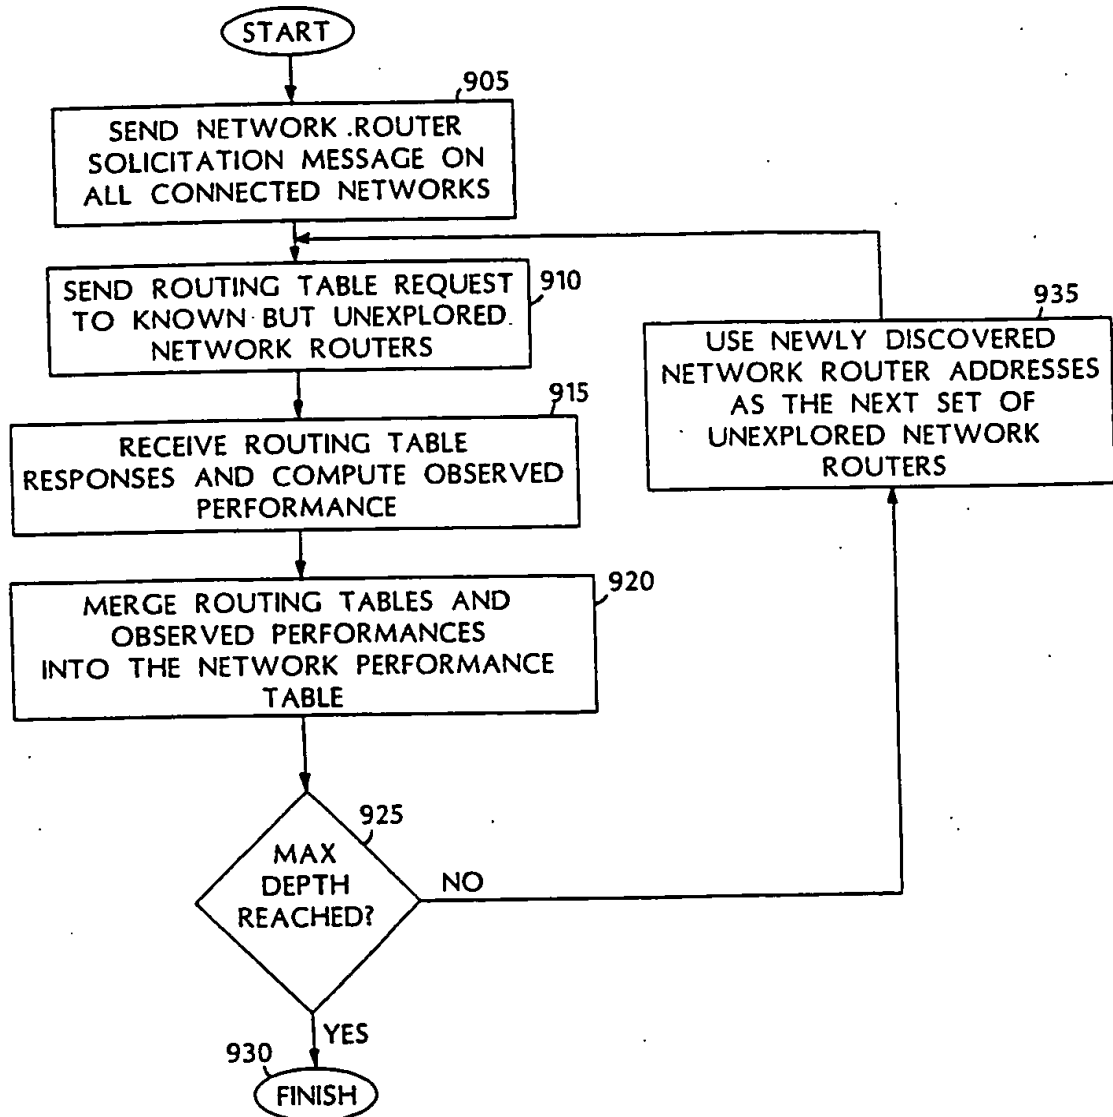 START
905
SEND NETWORK ROUTER
SOLICITATION MESSAGE ON
ALL CONNECTED NETWORKS
910
SEND ROUTING TABLE REQUEST
TO KNOWN BUT UNEXPLORED
NETWORK ROUTERS
915
RECEIVE ROUTING TABLE
RESPONSES AND COMPUTE OBSERVED
PERFORMANCE
920
MERGE ROUTING TABLES AND
OBSERVED PERFORMANCES
INTO THE NETWORK PERFORMANCE
TABLE
925
MAX
DEPTH
REACHED?
NO
YES
930
FINISH
935
USE NEWLY DISCOVERED
NETWORK ROUTER ADDRESSES
AS THE NEXT SET OF
UNEXPLORED NETWORK
ROUTERS